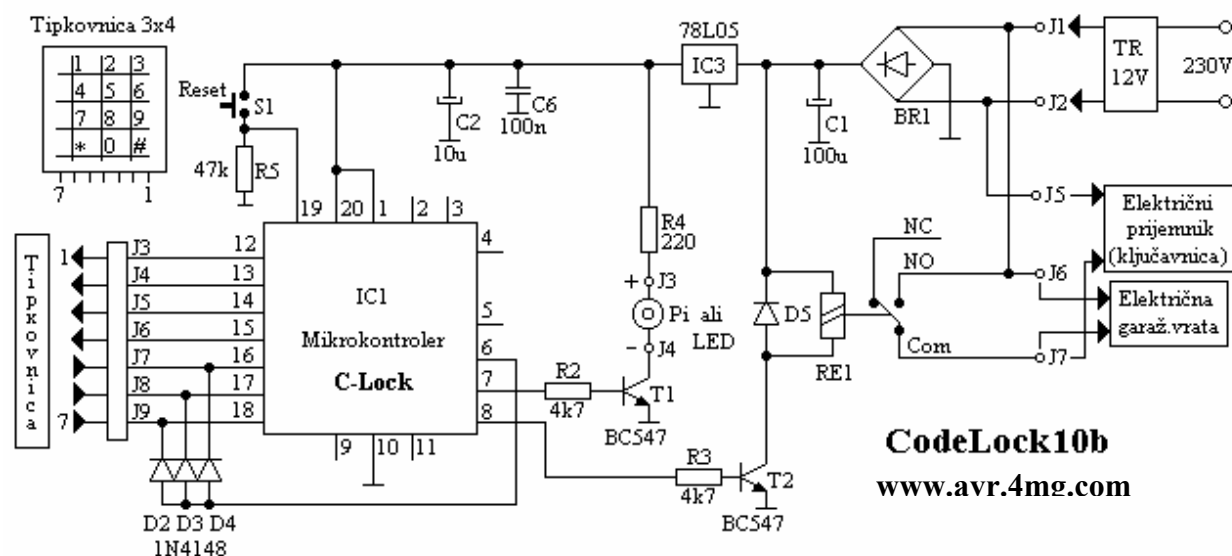 Tipkovnica 3x4
1 2 3
4 5 6
7 8 9
* 0 #
7 1
Reset
S1
47k
R5
C2
10u
C6
100n
78L05
IC3
C1
100u
BR1
J1
J2
TR
12V
230V
19 20 1 2 3
4
5
6
7
8
9 10 11
12
13
14
15
16
17
18
IC1
Mikrokontroler
C-Lock
Tipkovnica
1
7
J3
J4
J5
J6
J7
J8
J9
D2 D3 D4
1N4148
R4
220
+ J3
Pi ali
LED
- J4
R2
4k7
T1
BC547
R3
4k7
T2
BC547
D5
RE1
NC
NO
Com
J5
J6
J7
Električni
prijemnik
(ključavnica)
Električna
garaž.vrata
CodeLock10b
www.avr.4mg.com